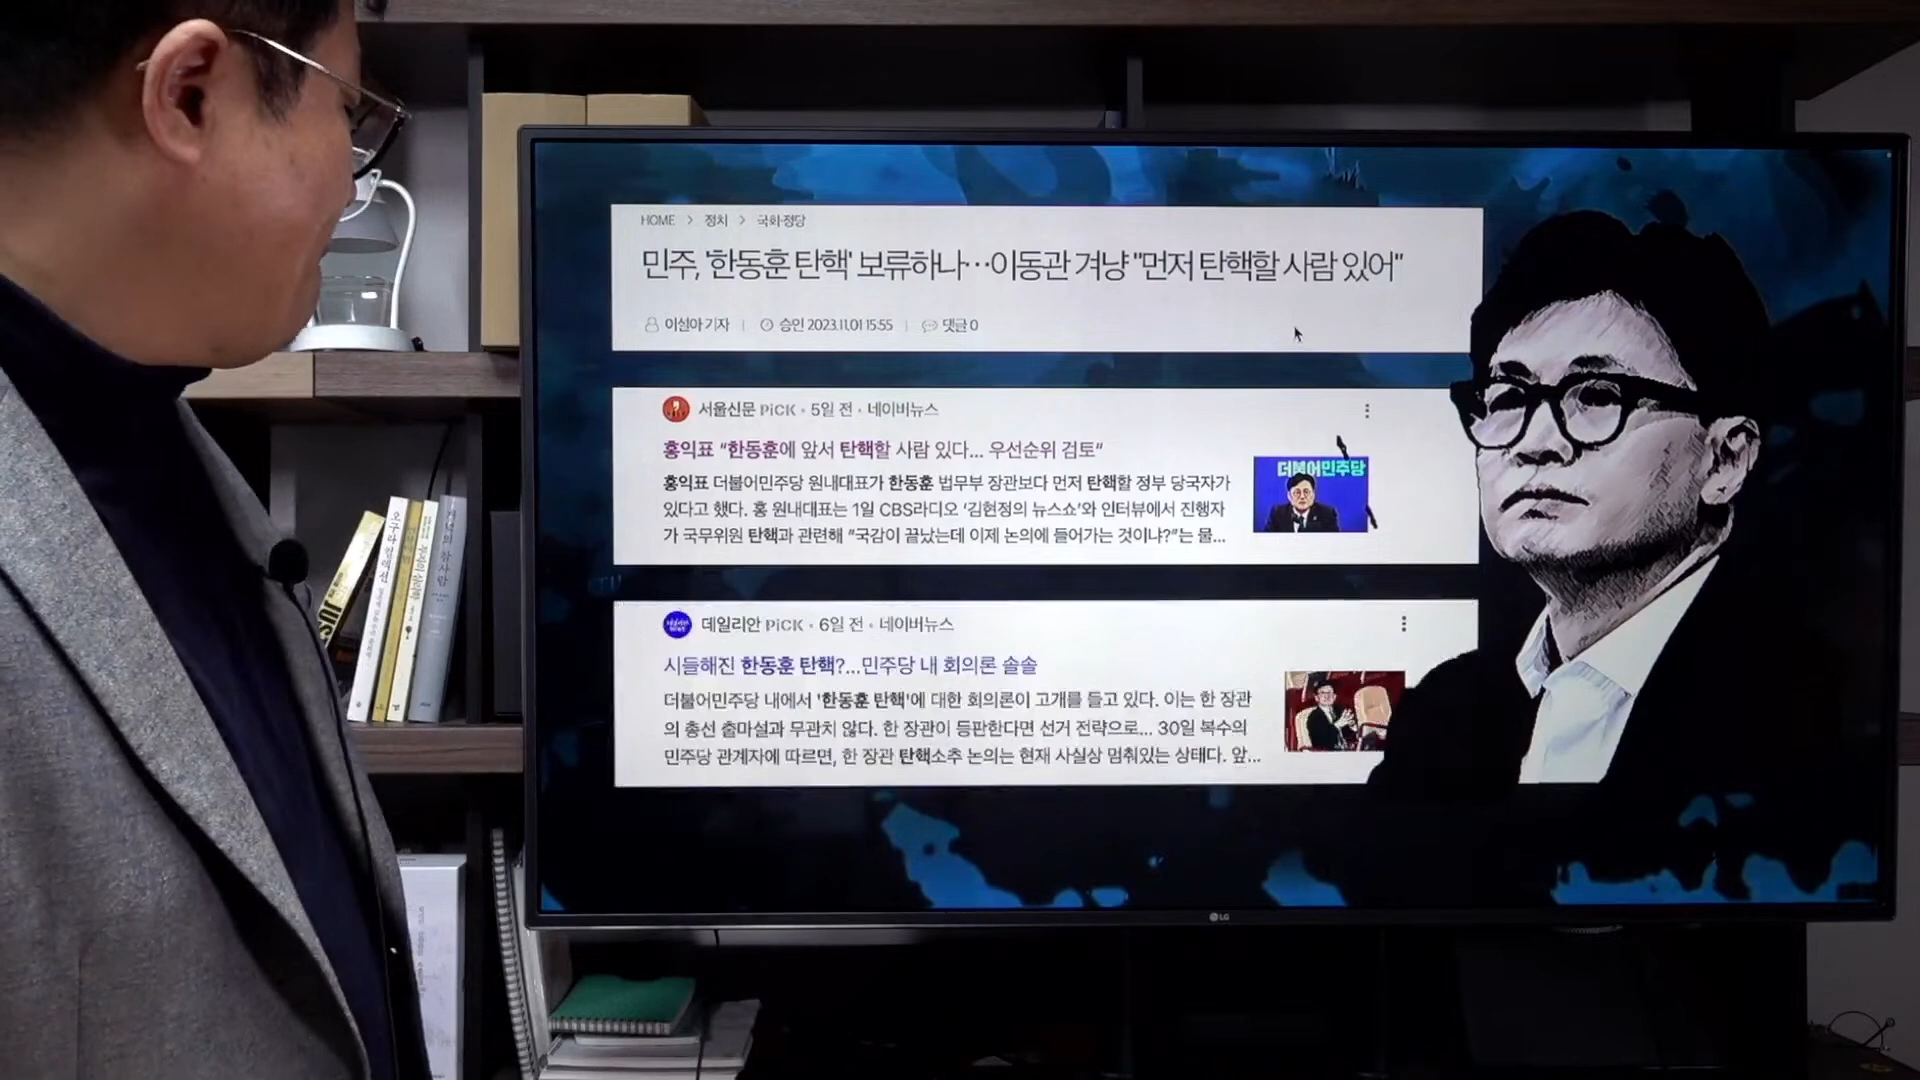 HOME > 정치 > 국회·정당
민주, '한동훈 탄핵' 보류하나…이동관 겨냥 "먼저 탄핵할 사람 있어"
이설아 기자 | 승인 2023.11.01 15:55 | 댓글 0
서울신문 PiCK · 5일 전 · 네이버뉴스
홍익표 “한동훈에 앞서 탄핵할 사람 있다... 우선순위 검토”
홍익표 더불어민주당 원내대표가 한동훈 법무부 장관보다 먼저 탄핵할 정부 당국자가
있다고 했다. 홍 원내대표는 1일 CBS라디오 ‘김현정의 뉴스쇼’와 인터뷰에서 진행자
가 국무위원 탄핵과 관련해 “국감이 끝났는데 이제 논의에 들어가는 것이냐?”는 물...
더불어민주당
데일리안 PiCK · 6일 전 · 네이버뉴스
시들해진 한동훈 탄핵?...민주당 내 회의론 솔솔
더불어민주당 내에서 '한동훈 탄핵'에 대한 회의론이 고개를 들고 있다. 이는 한 장관
의 총선 출마설과 무관치 않다. 한 장관이 등판한다면 선거 전략으로... 30일 복수의
민주당 관계자에 따르면, 한 장관 탄핵소추 논의는 현재 사실상 멈춰있는 상태다. 앞...
LG